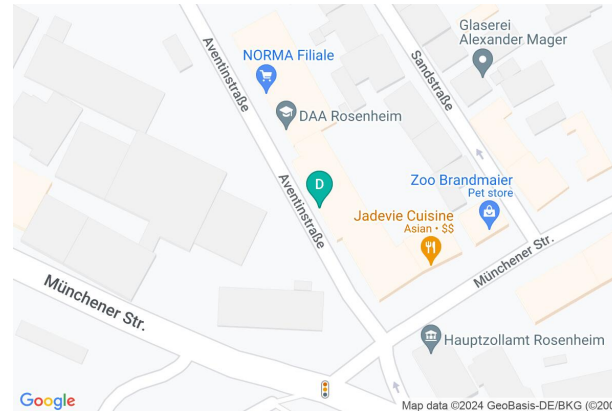 Glaserei
Alexander Mager
Aventinstraße
NORMA Filiale
Sandstraße
DAA Rosenheim
D
Zoo Brandmaier
Pet store
Aventinstraße
Jadevie Cuisine
Asian • $$
Münchener Str.
Münchener Str.
Hauptzollamt Rosenheim
Google
Map data ©2024 GeoBasis-DE/BKG (©200